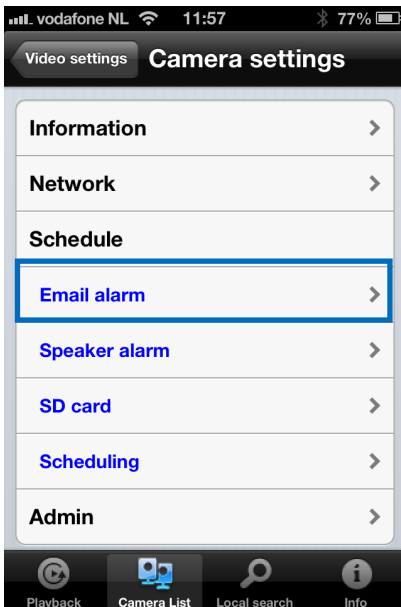 vodafone NL 11:57 77%
Video settings Camera settings
Information
Network
Schedule
Email alarm
Speaker alarm
SD card
Scheduling
Admin
Playback Camera List Local search Info